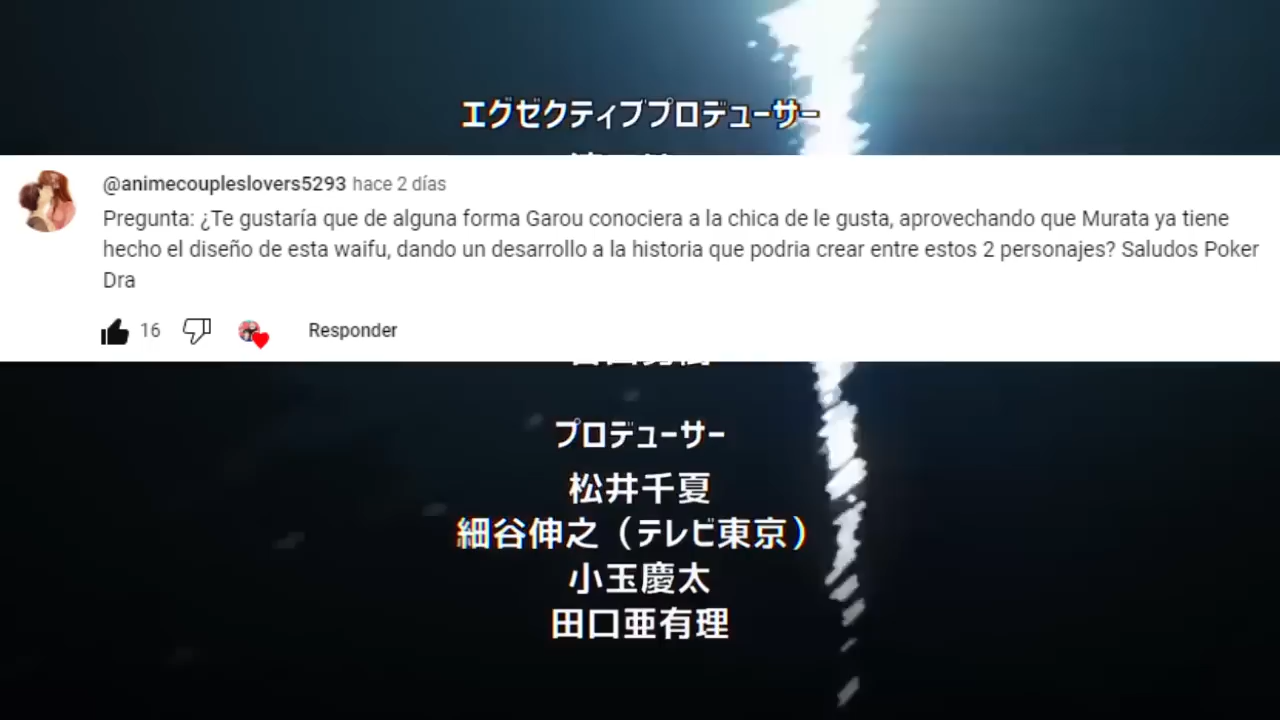 エグゼクティブプロデューサー
@animecoupleslovers5293 hace 2 días
Pregunta: ¿Te gustaría que de alguna forma Garou conociera a la chica de le gusta, aprovechando que Murata ya tiene
hecho el diseño de esta waifu, dando un desarrollo a la historia que podria crear entre estos 2 personajes? Saludos Poker
Dra
16 Responder
プロデューサー
松井千夏
細谷伸之（テレビ東京）
小玉慶太
田口亜有理